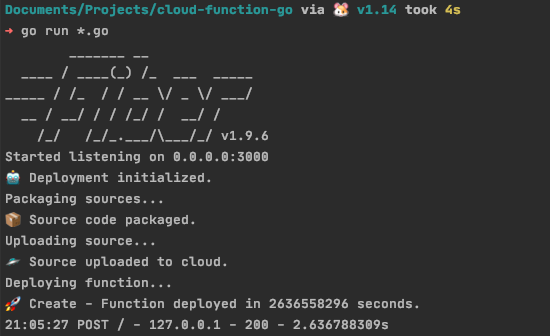 Documents/Projects/cloud-function-go via 🐹 v1.14 took 4s
➜ go run *.go
        _______ __
  ____ / ____(_) /_  ___  _____
_____ / /_  / / __ \/ _ \/ ___/
  __ / __/ / / /_/ /  __/ /
    /_/   /_/_.___/\___/_/ v1.9.6
Started listening on 0.0.0.0:3000
🤖 Deployment initialized.
Packaging sources...
📦 Source code packaged.
Uploading source...
🛸 Source uploaded to cloud.
Deploying function...
🚀 Create - Function deployed in 2636558296 seconds.
21:05:27 POST / - 127.0.0.1 - 200 - 2.636788309s